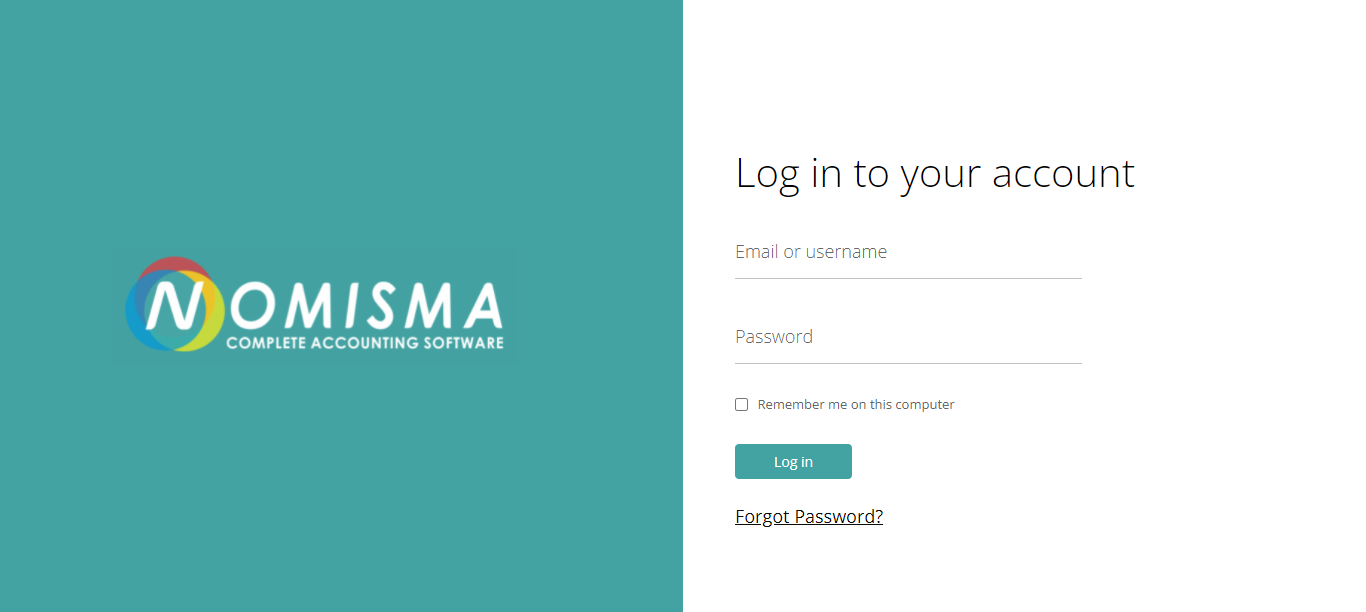 NOMISMA
COMPLETE ACCOUNTING SOFTWARE
Log in to your account
Email or username
Password
Remember me on this computer
Log in
Forgot Password?